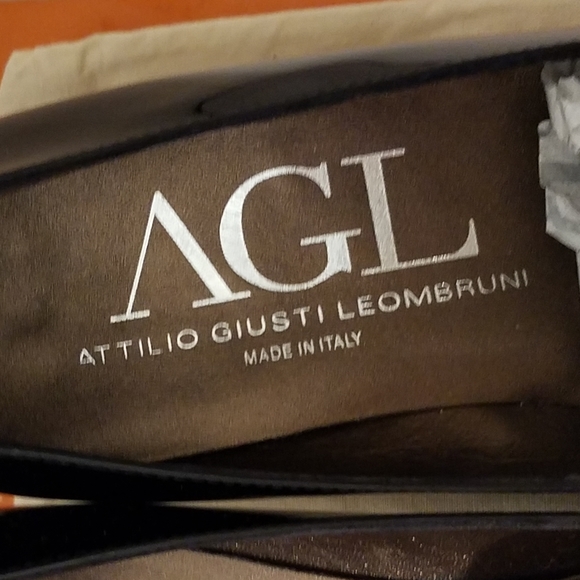 AGL
ATTILIO GIUSTI LEOMBRUNI
MADE IN ITALY